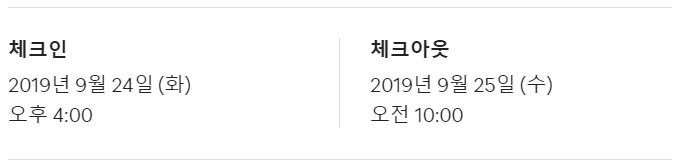 체크인
2019년 9월 24일 (화)
오후 4:00
체크아웃
2019년 9월 25일 (수)
오전 10:00